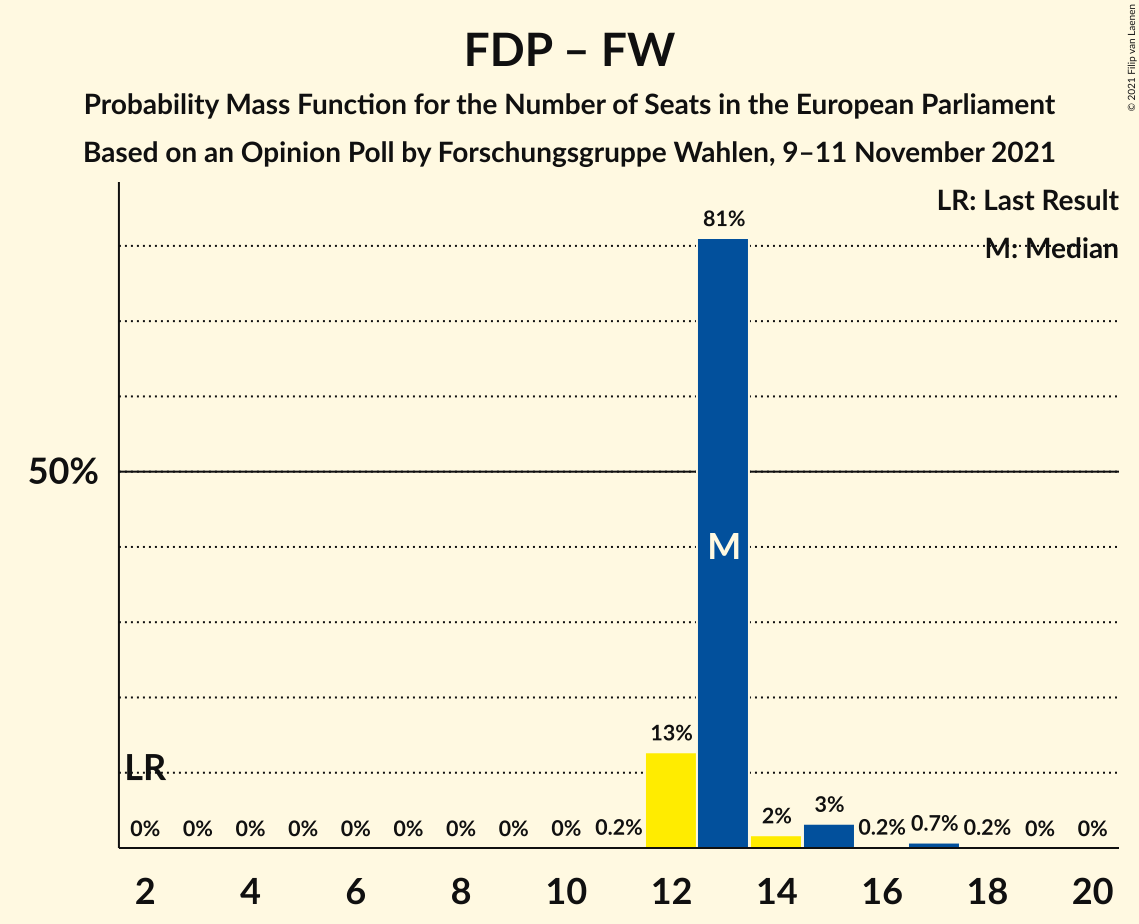 FDP – FW
Probability Mass Function for the Number of Seats in the European Parliament
Based on an Opinion Poll by Forschungsgruppe Wahlen, 9–11 November 2021
© 2021 Filip van Laenen
LR: Last Result
M: Median
81%
50%
M
13%
LR
0% 0% 0% 0% 0% 0% 0% 0% 0% 0.2% 2% 3% 0.2% 0.7% 0.2% 0% 0%
2 4 6 8 10 12 14 16 18 20